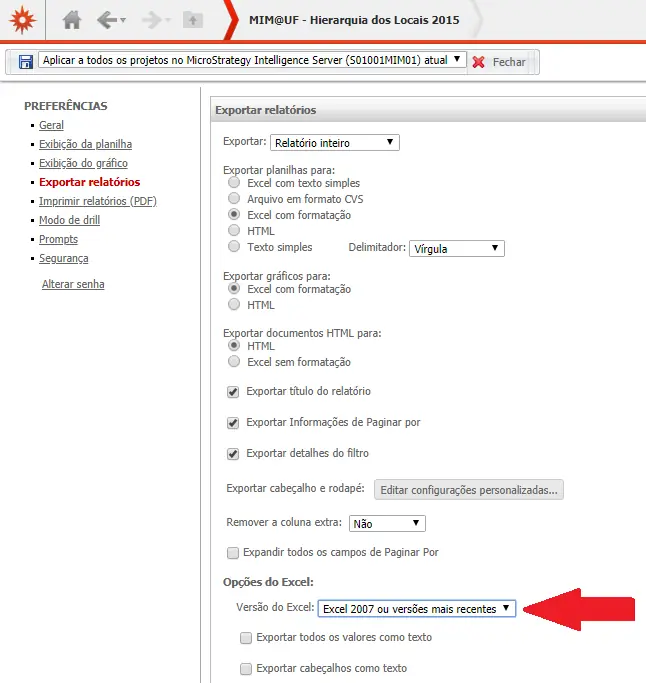 MIM@UF - Hierarquia dos Locais 2015
Aplicar a todos os projetos no MicroStrategy Intelligence Server (S01001MIM01) atual
Fechar
PREFERÊNCIAS
Geral
Exibição da planilha
Exibição do gráfico
Exportar relatórios
Imprimir relatórios (PDF)
Modo de drill
Prompts
Segurança
Alterar senha
Exportar relatórios
Exportar: Relatório inteiro
Exportar planilhas para:
Excel com texto simples
Arquivo em formato CVS
Excel com formatação
HTML
Texto simples Delimitador: Vírgula
Exportar gráficos para:
Excel com formatação
HTML
Exportar documentos HTML para:
HTML
Excel sem formatação
Exportar título do relatório
Exportar Informações de Paginar por
Exportar detalhes do filtro
Exportar cabeçalho e rodapé: Editar configurações personalizadas...
Remover a coluna extra: Não
Expandir todos os campos de Paginar Por
Opções do Excel:
Versão do Excel: Excel 2007 ou versões mais recentes
Exportar todos os valores como texto
Exportar cabeçalhos como texto